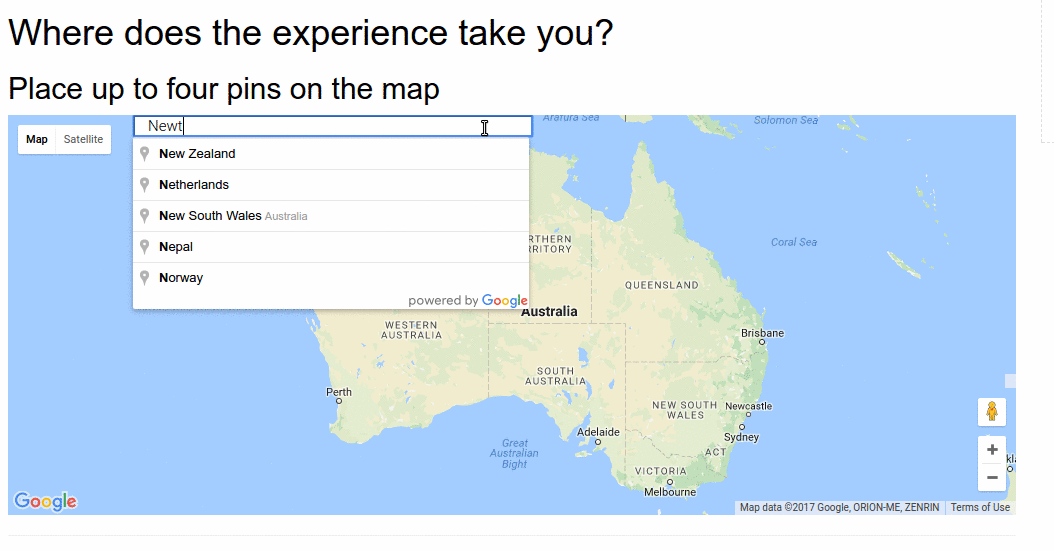 Where does the experience take you?
Place up to four pins on the map
Map Satellite
Newt
New Zealand
Netherlands
New South Wales Australia
Nepal
Norway
powered by Google
Arafura Sea
Solomon Sea
Coral Sea
RTHERN
RRITORY
QUEENSLAND
Australia
WESTERN
AUSTRALIA
Brisbane
SOUTH
AUSTRALIA
Perth
NEW SOUTH
WALES
Newcastle
Adelaide
Sydney
Great
Australian
Bight
ACT
VICTORIA
Melbourne
Google
Map data ©2017 Google, ORION-ME, ZENRIN Terms of Use